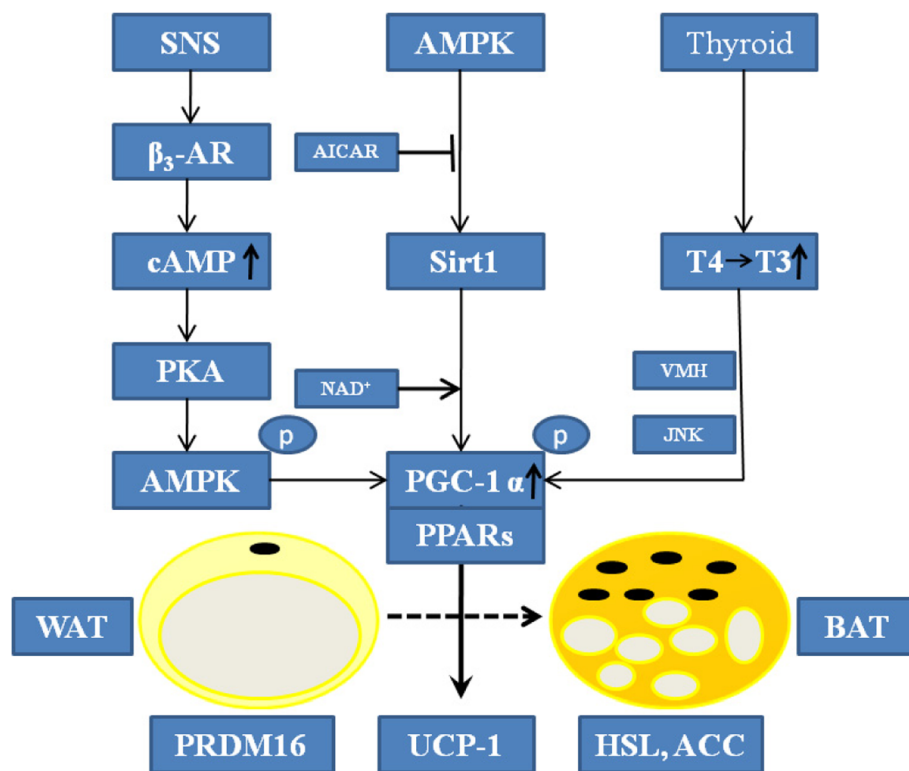 SNS
AMPK
Thyroid
β₃-AR
AICAR
cAMP
Sirt1
T4 → T3
PKA
NAD⁺
VMH
JNK
p
p
AMPK
PGC-1 α
PPARs
WAT
BAT
PRDM16
UCP-1
HSL, ACC